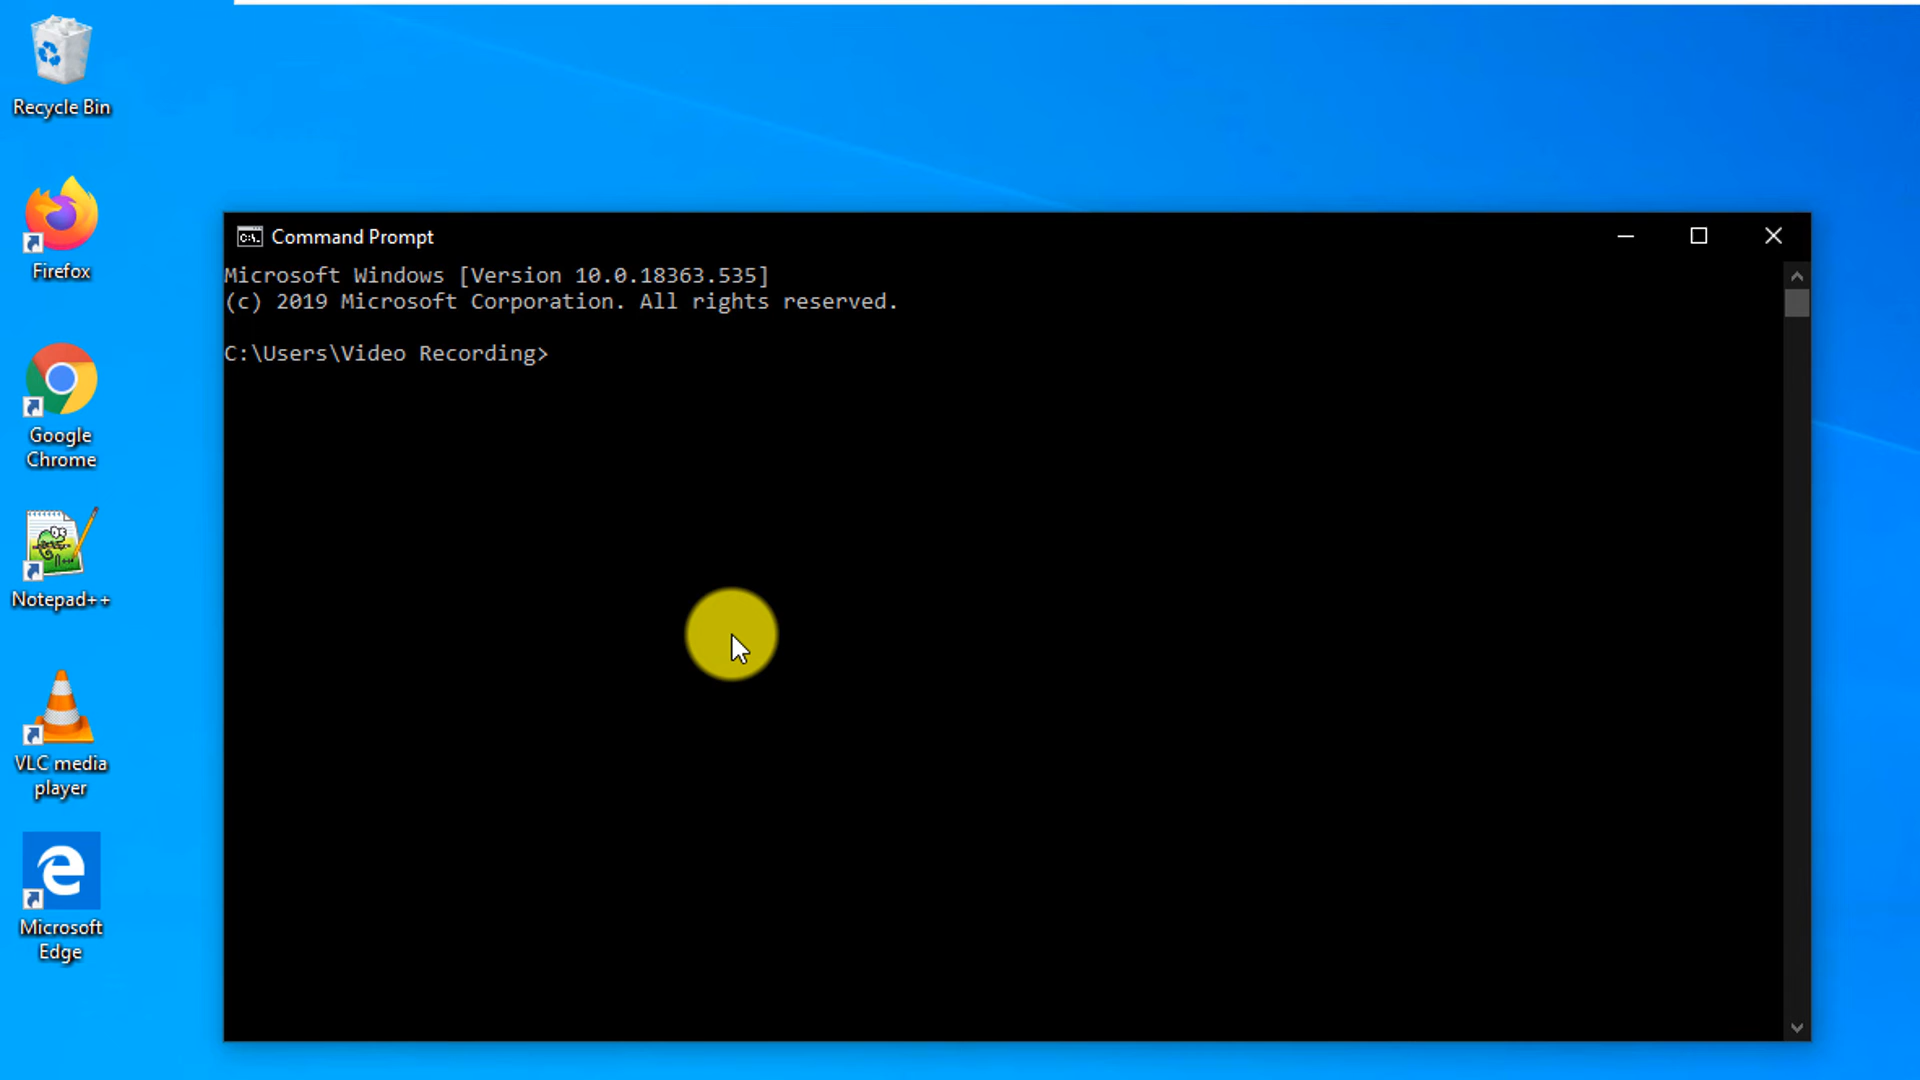 Recycle Bin
Firefox
Google
Chrome
Notepad++
VLC media
player
Microsoft
Edge
C:\.
Command Prompt
Microsoft Windows [Version 10.0.18363.535]
(c) 2019 Microsoft Corporation. All rights reserved.
C:\Users\Video Recording>